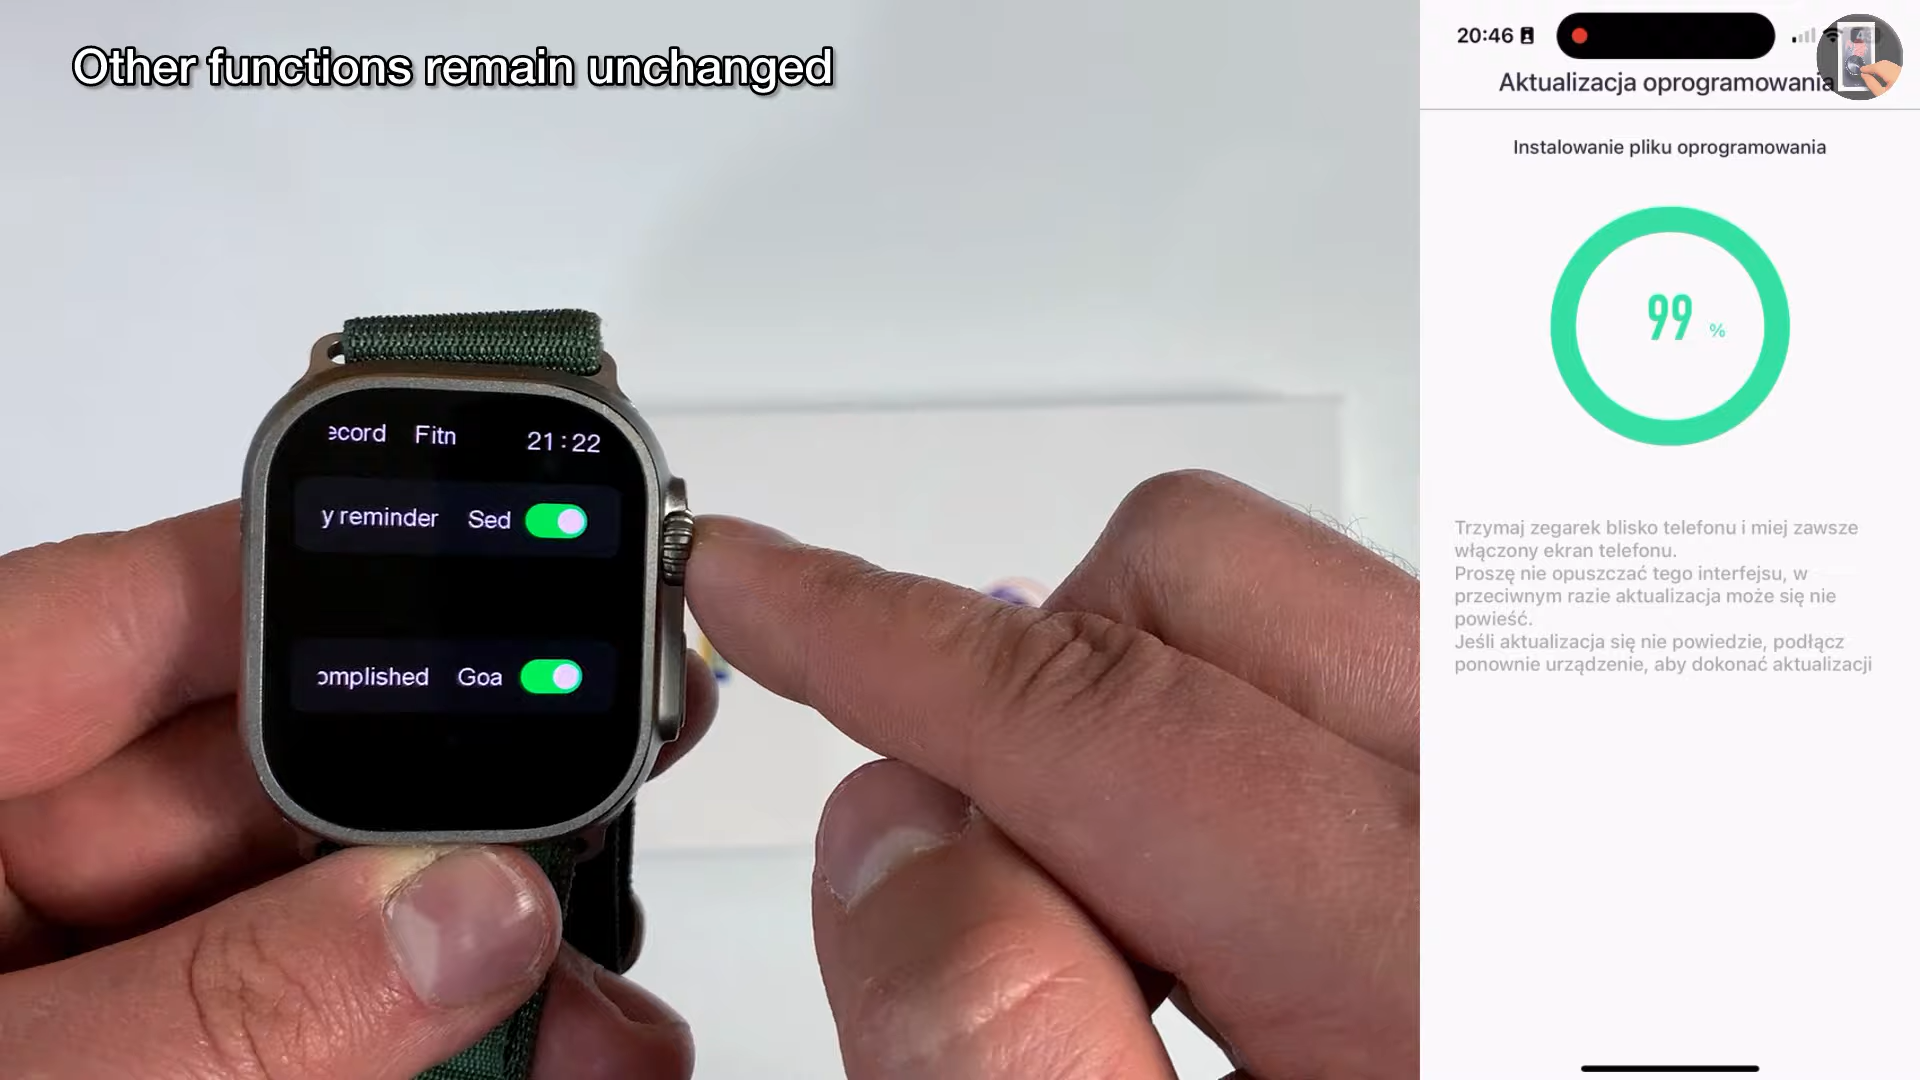 Other functions remain unchanged
ecord Fitn 21:22
y reminder Sed
omplished Goa
20:46
Aktualizacja oprogramowania
Instalowanie pliku oprogramowania
99 %
Trzymaj zegarek blisko telefonu i miej zawsze
włączony ekran telefonu.
Proszę nie opuszczać tego interfejsu, w
przeciwnym razie aktualizacja może się nie
powieść.
Jeśli aktualizacja się nie powiedzie, podłącz
ponownie urządzenie, aby dokonać aktualizacji